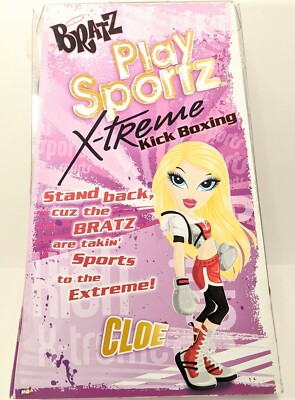 BRATZ
Play
Sportz
X-treme
Kick Boxing
Stand back,
cuz the
BRATZ
are takin'
Sports
to the
Extreme!
CLOE